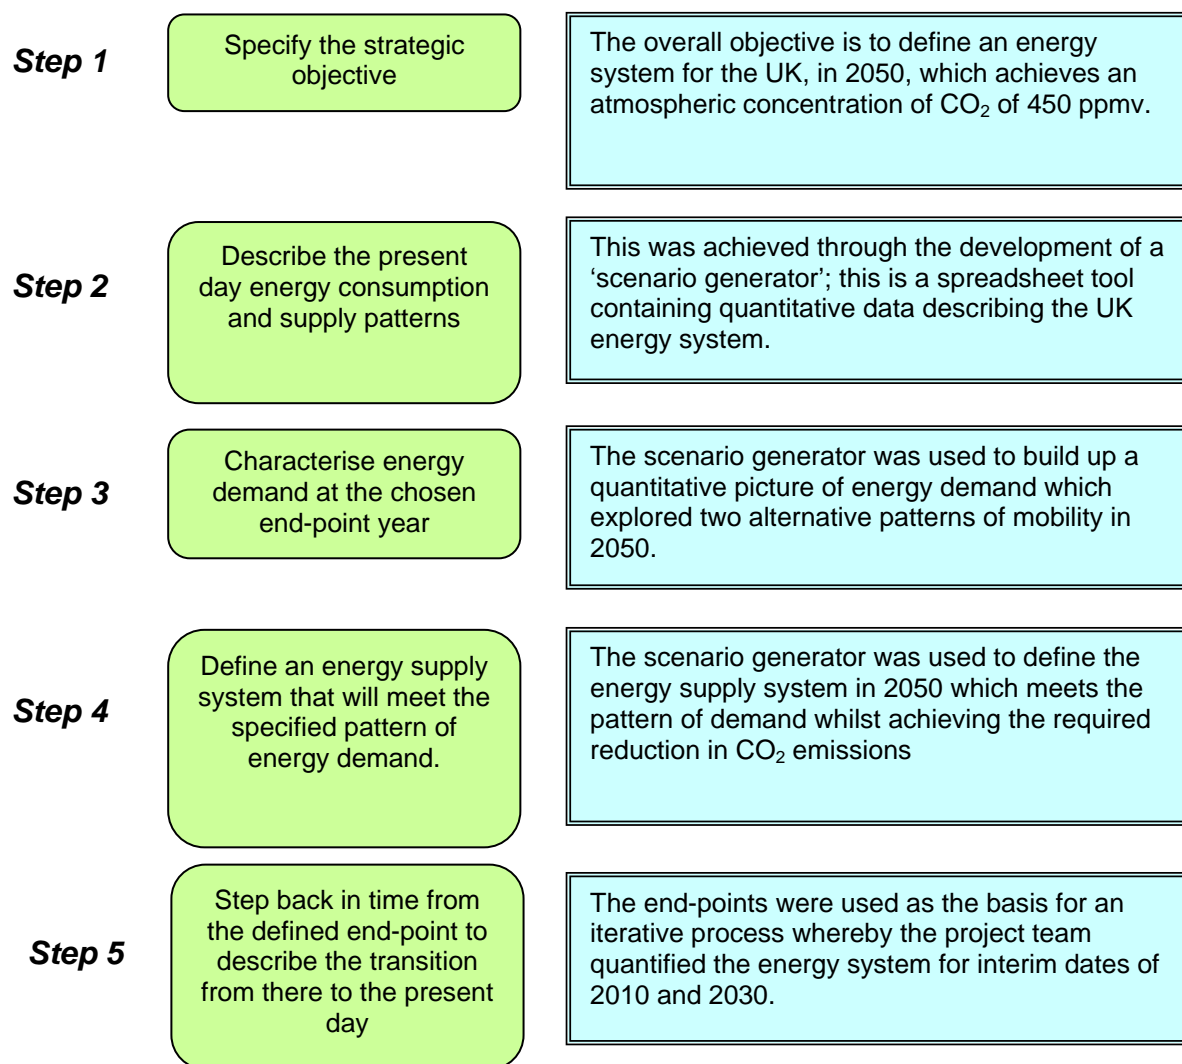 Step 1
Specify the strategic
objective
The overall objective is to define an energy
system for the UK, in 2050, which achieves an
atmospheric concentration of CO₂ of 450 ppmv.
Step 2
Describe the present
day energy consumption
and supply patterns
This was achieved through the development of a
‘scenario generator’; this is a spreadsheet tool
containing quantitative data describing the UK
energy system.
Step 3
Characterise energy
demand at the chosen
end-point year
The scenario generator was used to build up a
quantitative picture of energy demand which
explored two alternative patterns of mobility in
2050.
Step 4
Define an energy supply
system that will meet the
specified pattern of
energy demand.
The scenario generator was used to define the
energy supply system in 2050 which meets the
pattern of demand whilst achieving the required
reduction in CO₂ emissions
Step 5
Step back in time from
the defined end-point to
describe the transition
from there to the present
day
The end-points were used as the basis for an
iterative process whereby the project team
quantified the energy system for interim dates of
2010 and 2030.